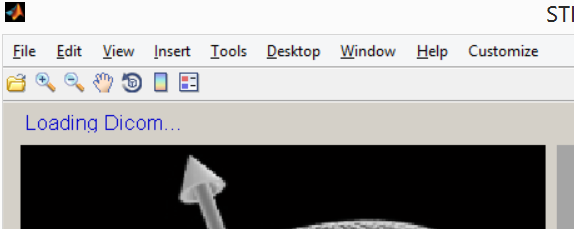 STI
File Edit View Insert Tools Desktop Window Help Customize
Loading Dicom...